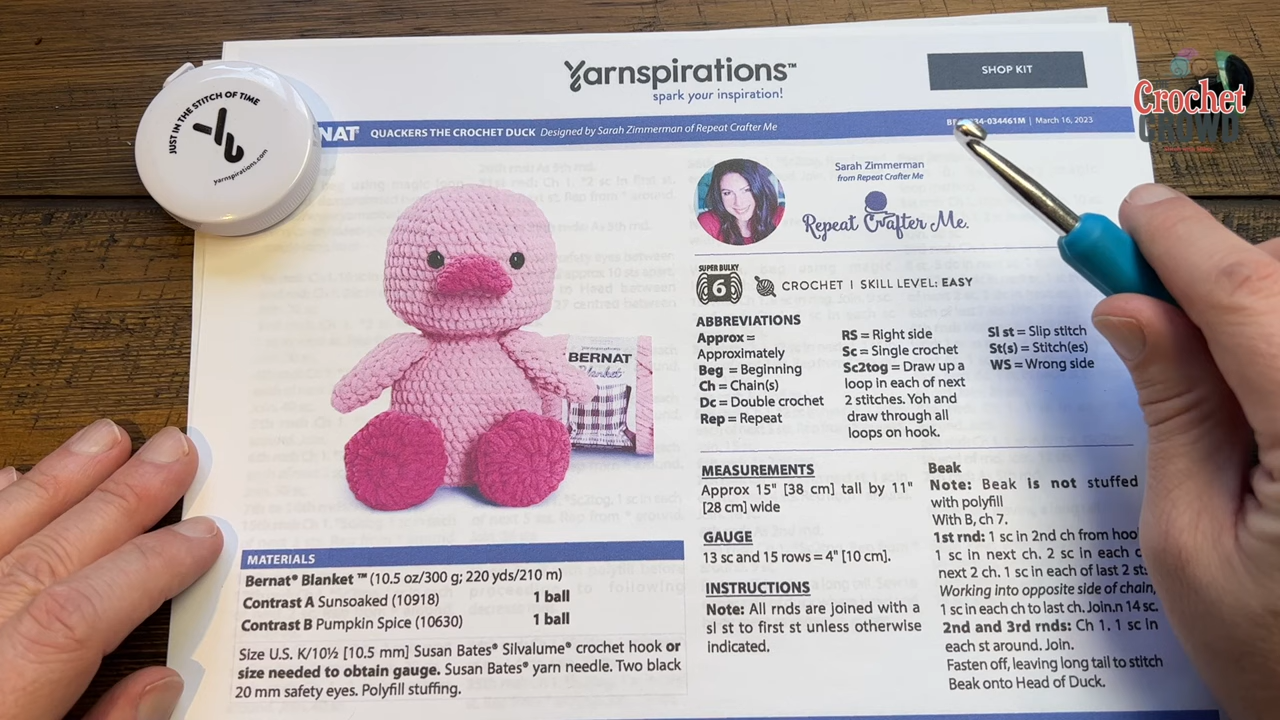 Yarnspirations™
spark your inspiration!
SHOP KIT
Crochet
CROWD
JUST IN THE STITCH OF TIME
yarnspirations.com
NAT QUACKERS THE CROCHET DUCK Designed by Sarah Zimmerman of Repeat Crafter Me
034461M | March 16, 2023
Sarah Zimmerman
from Repeat Crafter Me
Repeat Crafter Me.
SUPER BULKY
6
CROCHET | SKILL LEVEL: EASY
BERNAT
Blanket
ABBREVIATIONS
Approx =
Approximately
Beg = Beginning
Ch = Chain(s)
Dc = Double crochet
Rep = Repeat
RS = Right side
Sc = Single crochet
Sc2tog = Draw up a
loop in each of next
2 stitches. Yoh and
draw through all
loops on hook.
Sl st = Slip stitch
St(s) = Stitch(es)
WS = Wrong side
MATERIALS
Bernat® Blanket™ (10.5 oz/300 g; 220 yds/210 m)
Contrast A Sunsoaked (10918) 1 ball
Contrast B Pumpkin Spice (10630) 1 ball
Size U.S. K/10½ [10.5 mm] Susan Bates® Silvalume® crochet hook or
size needed to obtain gauge. Susan Bates® yarn needle. Two black
20 mm safety eyes. Polyfill stuffing.
MEASUREMENTS
Approx 15" [38 cm] tall by 11"
[28 cm] wide
GAUGE
13 sc and 15 rows = 4" [10 cm].
INSTRUCTIONS
Note: All rnds are joined with a
sl st to first st unless otherwise
indicated.
Beak
Note: Beak is not stuffed
with polyfill
With B, ch 7.
1st rnd: 1 sc in 2nd ch from hoo
1 sc in next ch. 2 sc in each
next 2 ch. 1 sc in each of last 2 st
Working into opposite side of chain,
1 sc in each ch to last ch. Join.n 14 sc.
2nd and 3rd rnds: Ch 1. 1 sc in
each st around. Join.
Fasten off, leaving long tail to stitch
Beak onto Head of Duck.